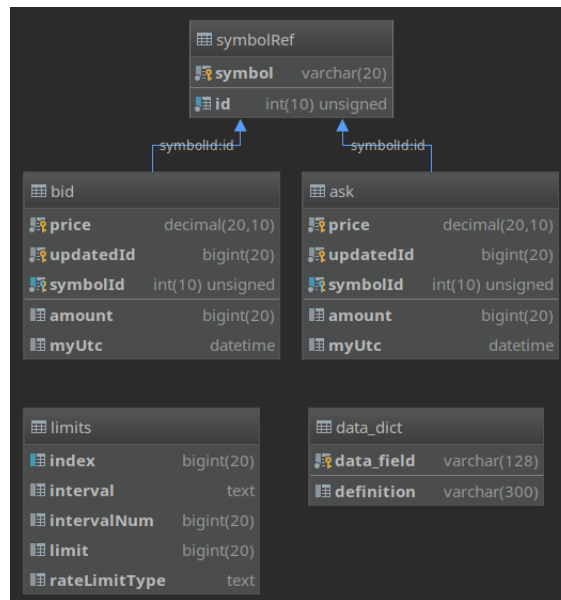 symbolRef
symbol varchar(20)
id int(10) unsigned
symbolId:id
symbolId:id
bid
price decimal(20,10)
updatedId bigint(20)
symbolId int(10) unsigned
amount bigint(20)
myUtc datetime
ask
price decimal(20,10)
updatedId bigint(20)
symbolId int(10) unsigned
amount bigint(20)
myUtc datetime
limits
index bigint(20)
interval text
intervalNum bigint(20)
limit bigint(20)
rateLimitType text
data_dict
data_field varchar(128)
definition varchar(300)